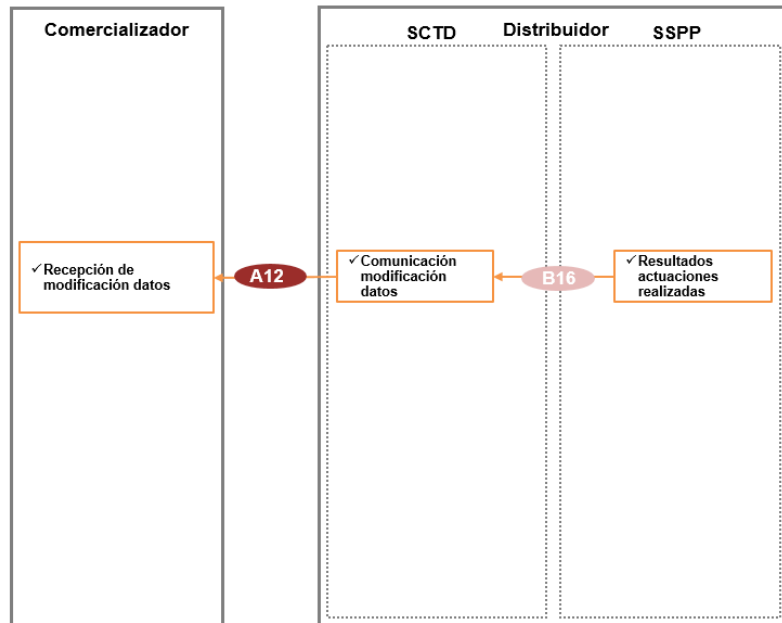 Comercializador
Distribuidor
SCTD
SSPP
✓Recepción de
modificación datos
A12
✓Comunicación
modificación
datos
B16
✓Resultados
actuaciones
realizadas